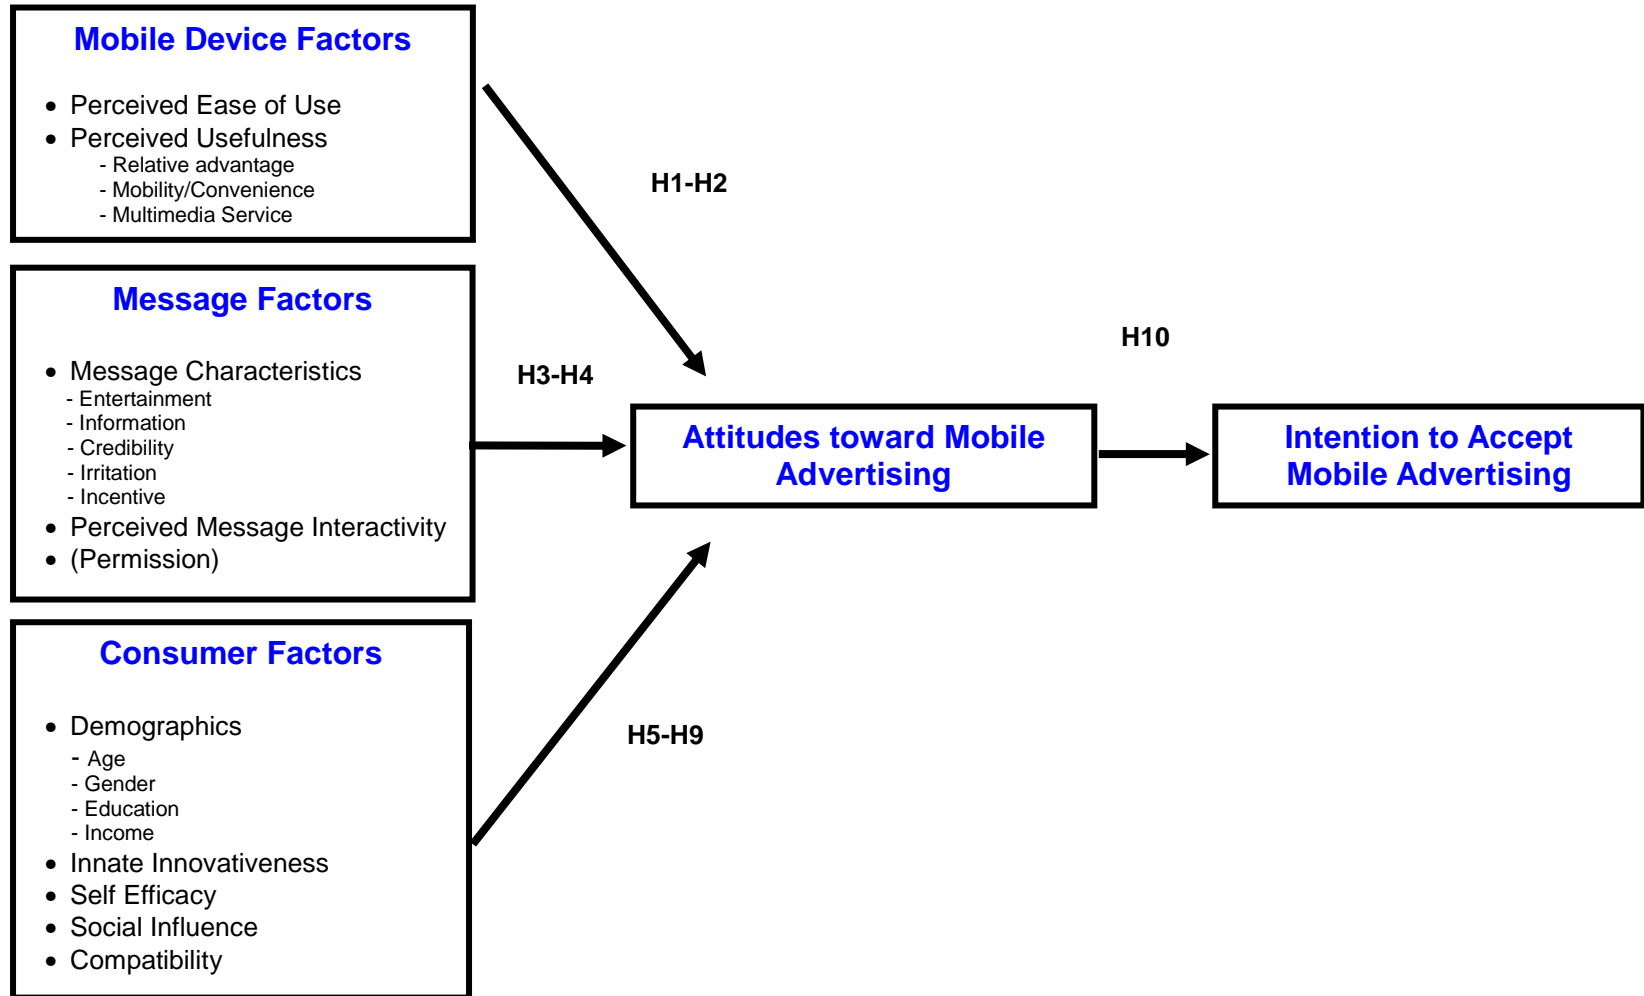 Mobile Device Factors
• Perceived Ease of Use
• Perceived Usefulness
- Relative advantage
- Mobility/Convenience
- Multimedia Service
H1-H2
Message Factors
• Message Characteristics
- Entertainment
- Information
- Credibility
- Irritation
- Incentive
• Perceived Message Interactivity
• (Permission)
H3-H4
Consumer Factors
• Demographics
- Age
- Gender
- Education
- Income
• Innate Innovativeness
• Self Efficacy
• Social Influence
• Compatibility
H5-H9
Attitudes toward Mobile
Advertising
H10
Intention to Accept
Mobile Advertising